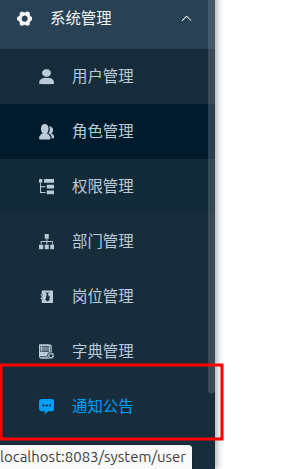 系统管理
用户管理
角色管理
权限管理
部门管理
岗位管理
字典管理
通知公告
localhost:8083/system/user